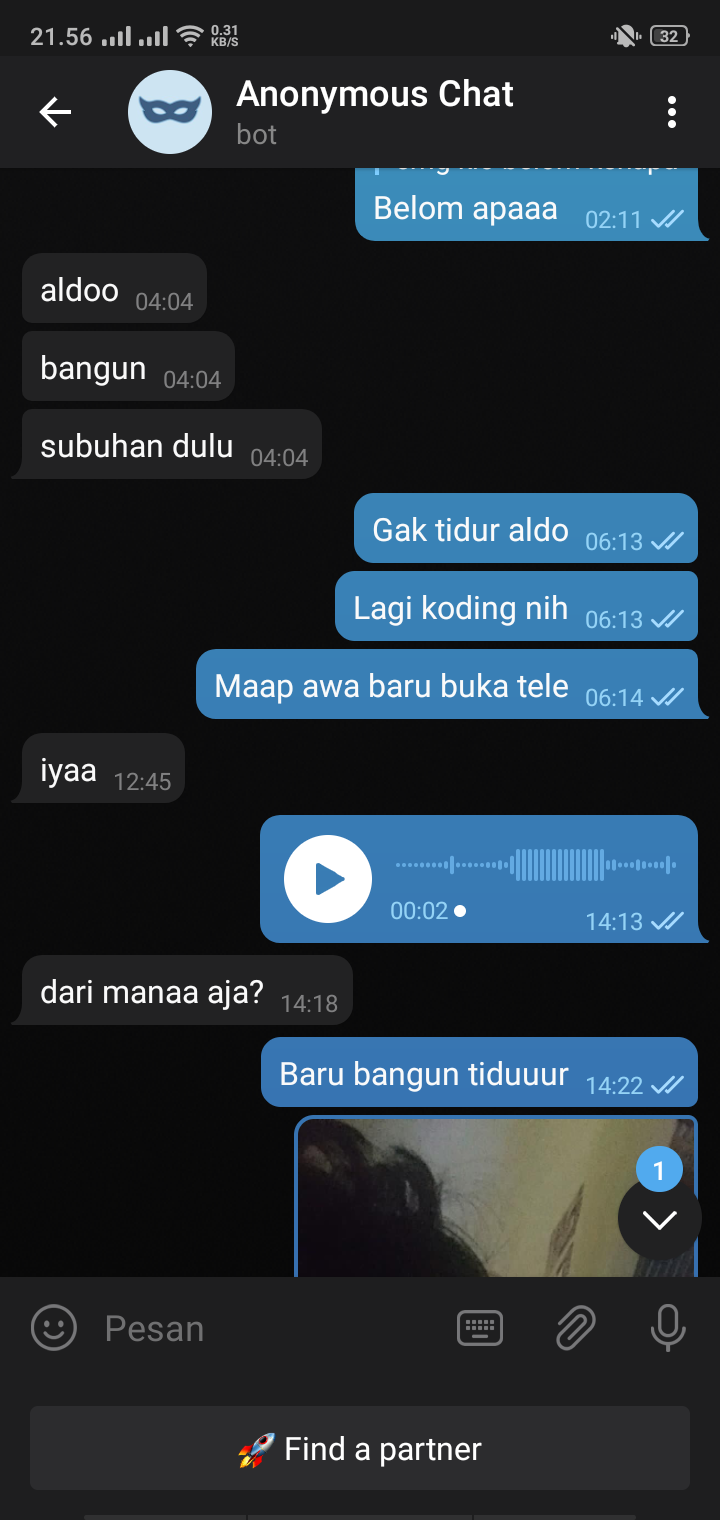 21.56
0.31
KB/S
32
Anonymous Chat
bot
Belom apaaa 02:11
aldoo 04:04
bangun 04:04
subuhan dulu 04:04
Gak tidur aldo 06:13
Lagi koding nih 06:13
Maap awa baru buka tele 06:14
iyaa 12:45
00:02 14:13
dari manaa aja? 14:18
Baru bangun tiduuur 14:22
1
Pesan
🚀 Find a partner